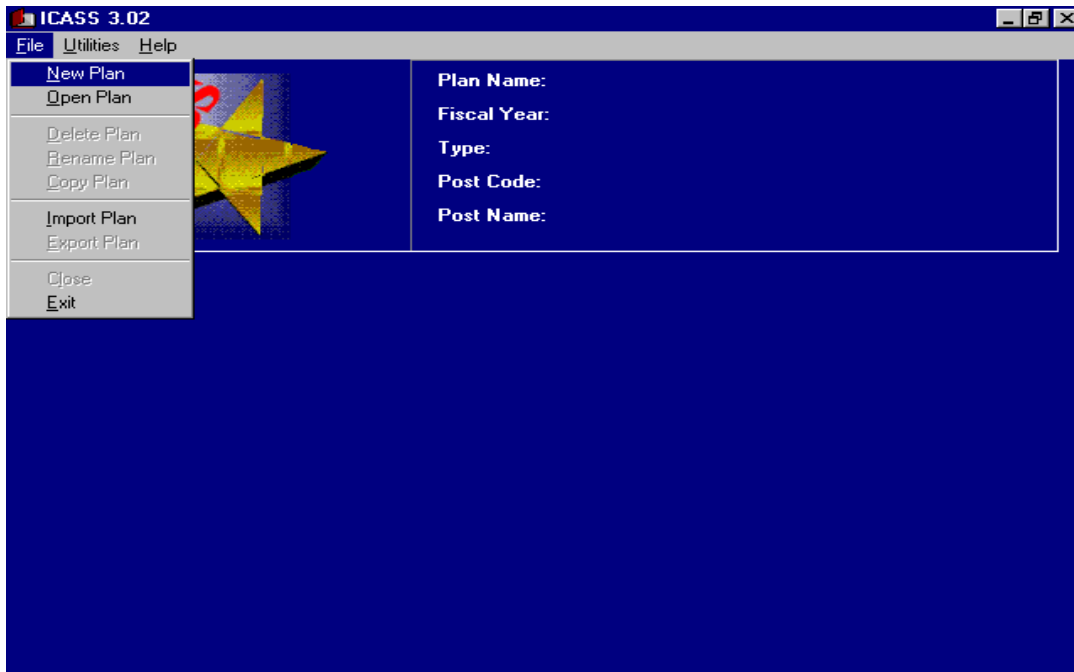 ICASS 3.02
File Utilities Help
New Plan
Open Plan
Delete Plan
Rename Plan
Copy Plan
Import Plan
Export Plan
Close
Exit
S
Plan Name:
Fiscal Year:
Type:
Post Code:
Post Name: